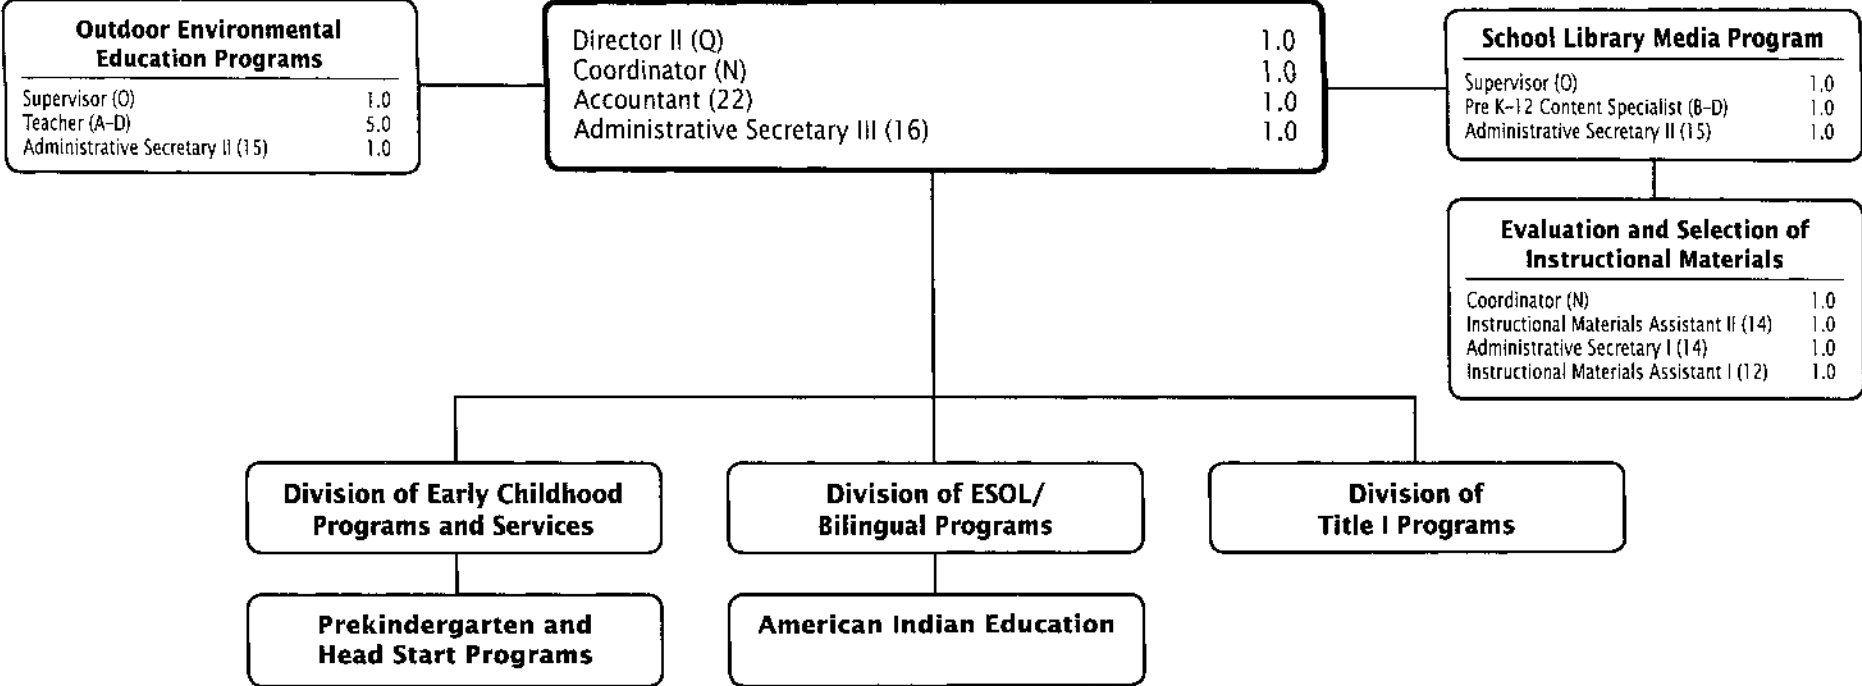 Outdoor Environmental
Education Programs
Supervisor (O) 1.0
Teacher (A–D) 5.0
Administrative Secretary II (15) 1.0
Director II (Q) 1.0
Coordinator (N) 1.0
Accountant (22) 1.0
Administrative Secretary III (16) 1.0
School Library Media Program
Supervisor (O) 1.0
Pre K–12 Content Specialist (B–D) 1.0
Administrative Secretary II (15) 1.0
Evaluation and Selection of
Instructional Materials
Coordinator (N) 1.0
Instructional Materials Assistant II (14) 1.0
Administrative Secretary I (14) 1.0
Instructional Materials Assistant I (12) 1.0
Division of Early Childhood
Programs and Services
Division of ESOL/
Bilingual Programs
Division of
Title I Programs
Prekindergarten and
Head Start Programs
American Indian Education